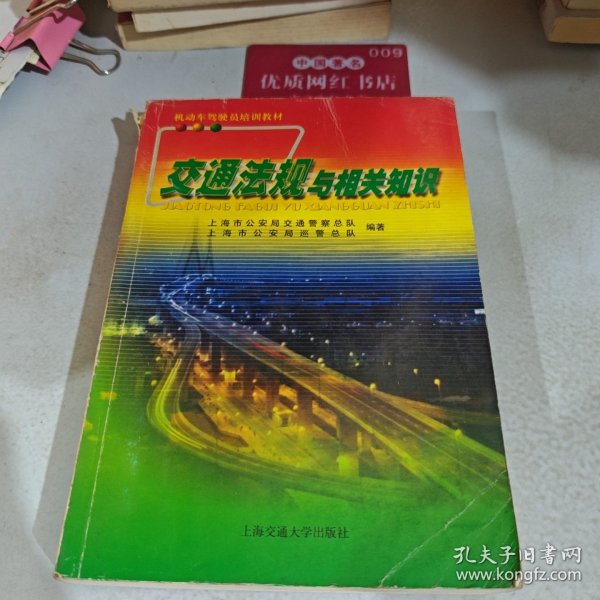 009
中国著名
优质网红书店
机动车驾驶员培训教材
交通法规与相关知识
JIAOTONG FAGUI YU XIANGGUAN ZHISHI
上海市公安局交通警察总队
上海市公安局巡警总队
编著
上海交通大学出版社
孔夫子旧书网
www.kongfz.com